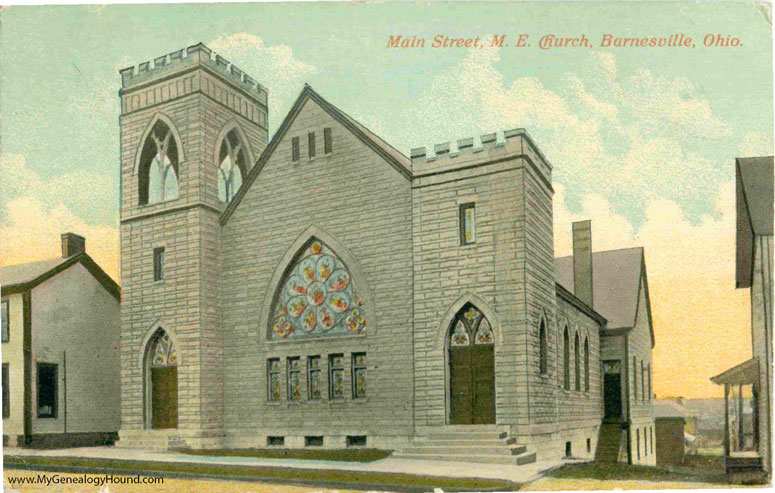 Main Street, M. E. Church, Barnesville, Ohio.
www.MyGenealogyHound.com